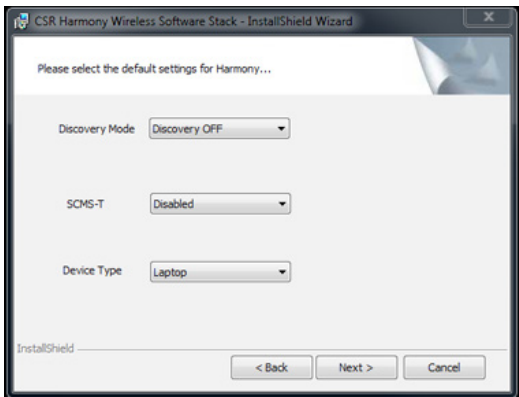 CSR Harmony Wireless Software Stack - InstallShield Wizard
Please select the default settings for Harmony...
Discovery Mode Discovery OFF
SCMS-T Disabled
Device Type Laptop
InstallShield
< Back Next > Cancel